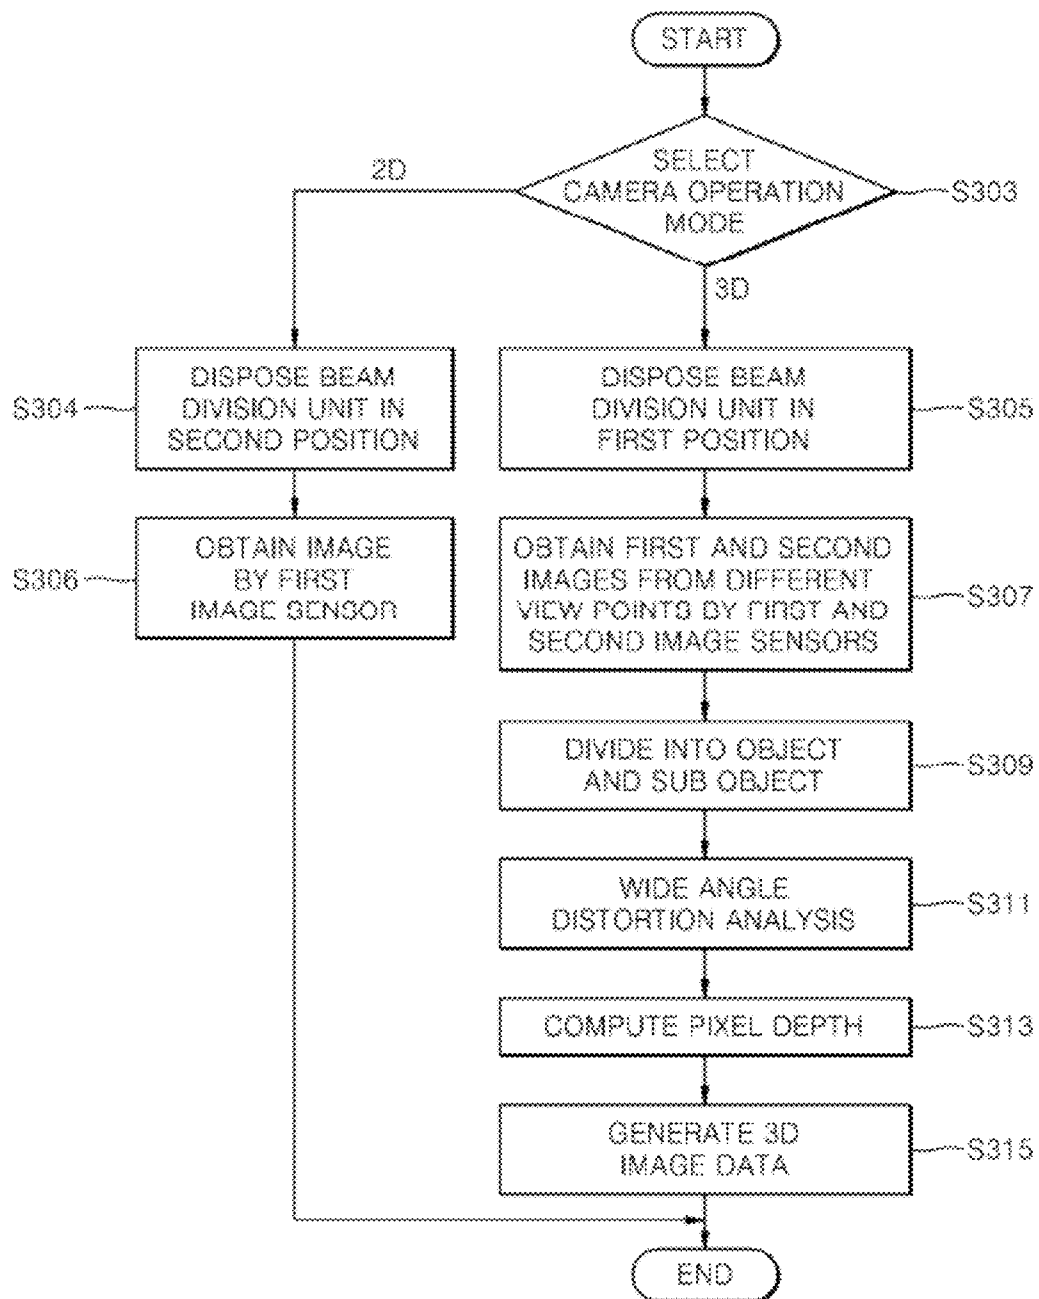 START
SELECT
CAMERA OPERATION
MODE
S303
2D
3D
DISPOSE BEAM
DIVISION UNIT IN
SECOND POSITION
S304
DISPOSE BEAM
DIVISION UNIT IN
FIRST POSITION
S305
OBTAIN IMAGE
BY FIRST
IMAGE SENSOR
S306
OBTAIN FIRST AND SECOND
IMAGES FROM DIFFERENT
VIEW POINTS BY FIRST AND
SECOND IMAGE SENSORS
S307
DIVIDE INTO OBJECT
AND SUB OBJECT
S309
WIDE ANGLE
DISTORTION ANALYSIS
S311
COMPUTE PIXEL DEPTH
S313
GENERATE 3D
IMAGE DATA
S315
END